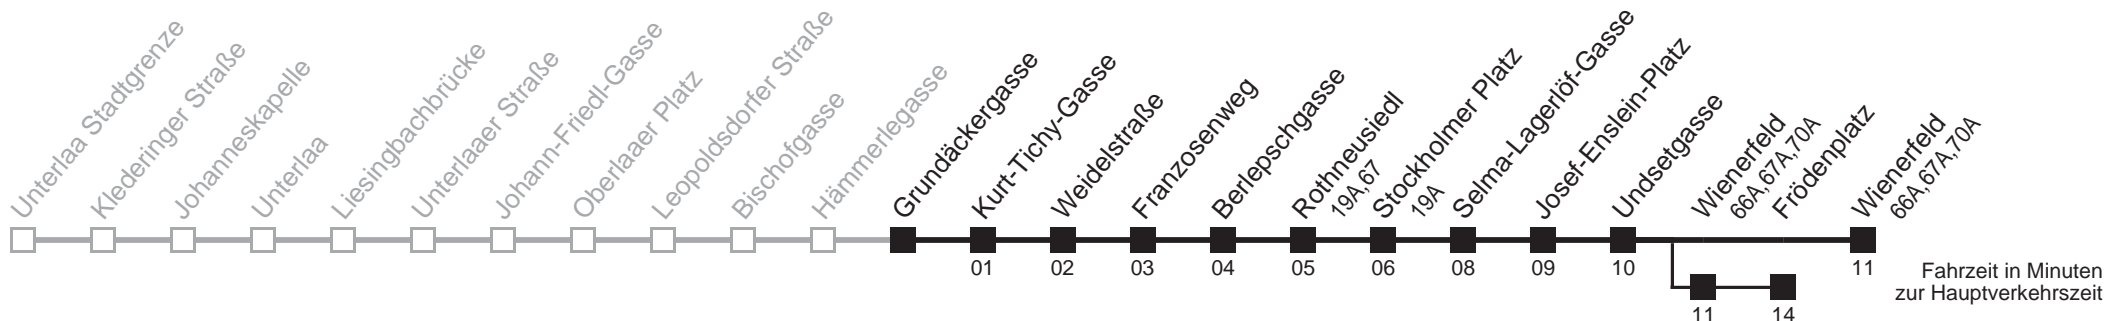 Unterlaa Stadtgrenze
Klederinger Straße
Johanneskapelle
Unterlaa
Liesingbachbrücke
Unterlaaer Straße
Johann-Friedl-Gasse
Oberlaaer Platz
Leopoldsdorfer Straße
Bischofgasse
Hämmerlegasse
Grundäckergasse
Kurt-Tichy-Gasse
Weidelstraße
Franzosenweg
Berlepschgasse
Rothneusiedl
19A,67
Stockholmer Platz
19A
Selma-Lagerlöf-Gasse
Josef-Enslein-Platz
Undsetgasse
Wienerfeld
66A,67A,70A
Frödenplatz
Wienerfeld
66A,67A,70A
01 02 03 04 05 06 08 09 10 11
Fahrzeit in Minuten
zur Hauptverkehrszeit
11 14